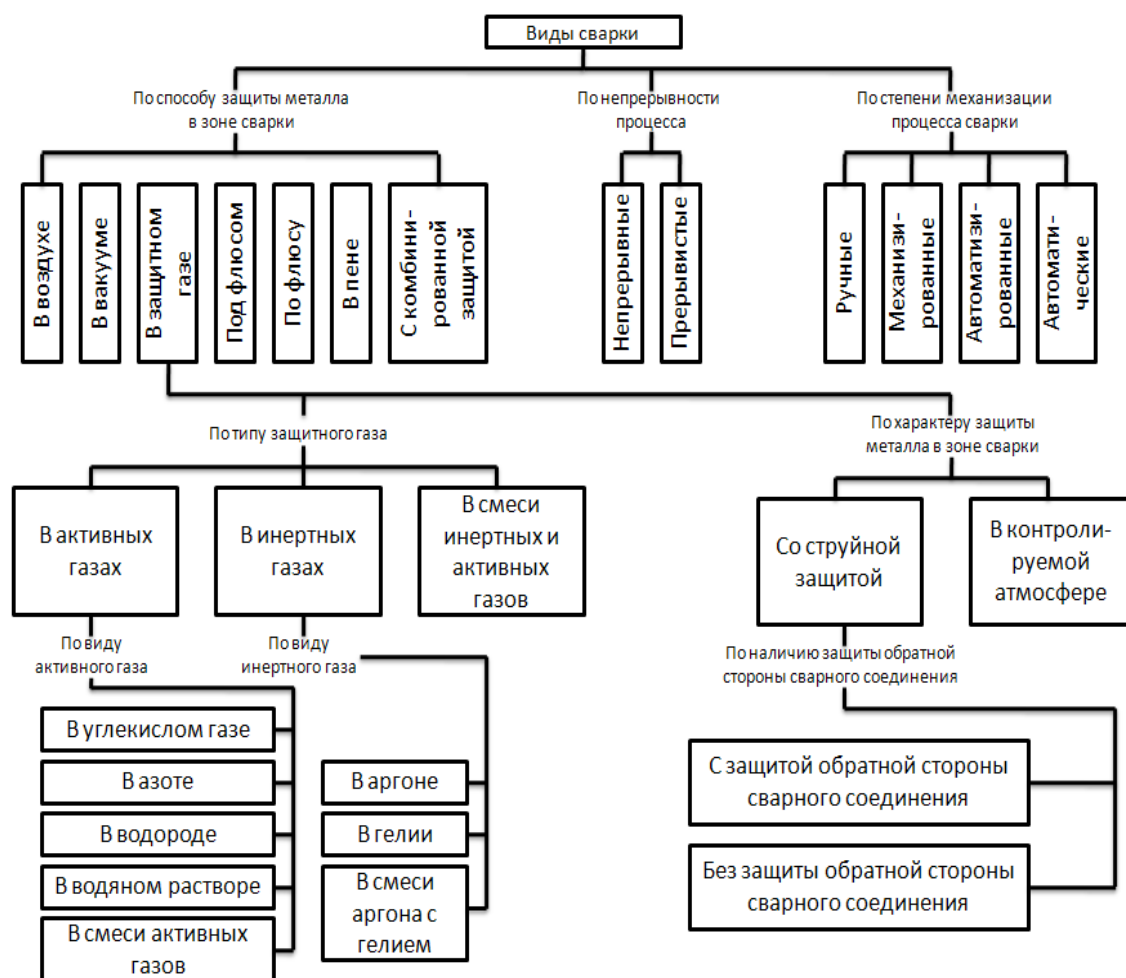 Виды сварки
По способу защиты металла
в зоне сварки
По непрерывности
процесса
По степени механизации
процесса сварки
В воздухе
В вакууме
В защитном
газе
Под флюсом
По флюсу
В пене
С комбини-
рованной
защитой
Непрерывные
Прерывистые
Ручные
Механизи-
рованные
Автоматизи-
рованные
Автомати-
ческие
По типу защитного газа
По характеру защиты
металла в зоне сварки
В активных
газах
В инертных
газах
В смеси
инертных и
активных
газов
Со струйной
защитой
В контроли-
руемой
атмосфере
По виду
активного газа
По виду
инертного газа
По наличию защиты обратной
стороны сварного соединения
В углекислом газе
В азоте
В водороде
В водяном растворе
В смеси активных
газов
В аргоне
В гелии
В смеси
аргона с
гелием
С защитой обратной стороны
сварного соединения
Без защиты обратной стороны
сварного соединения